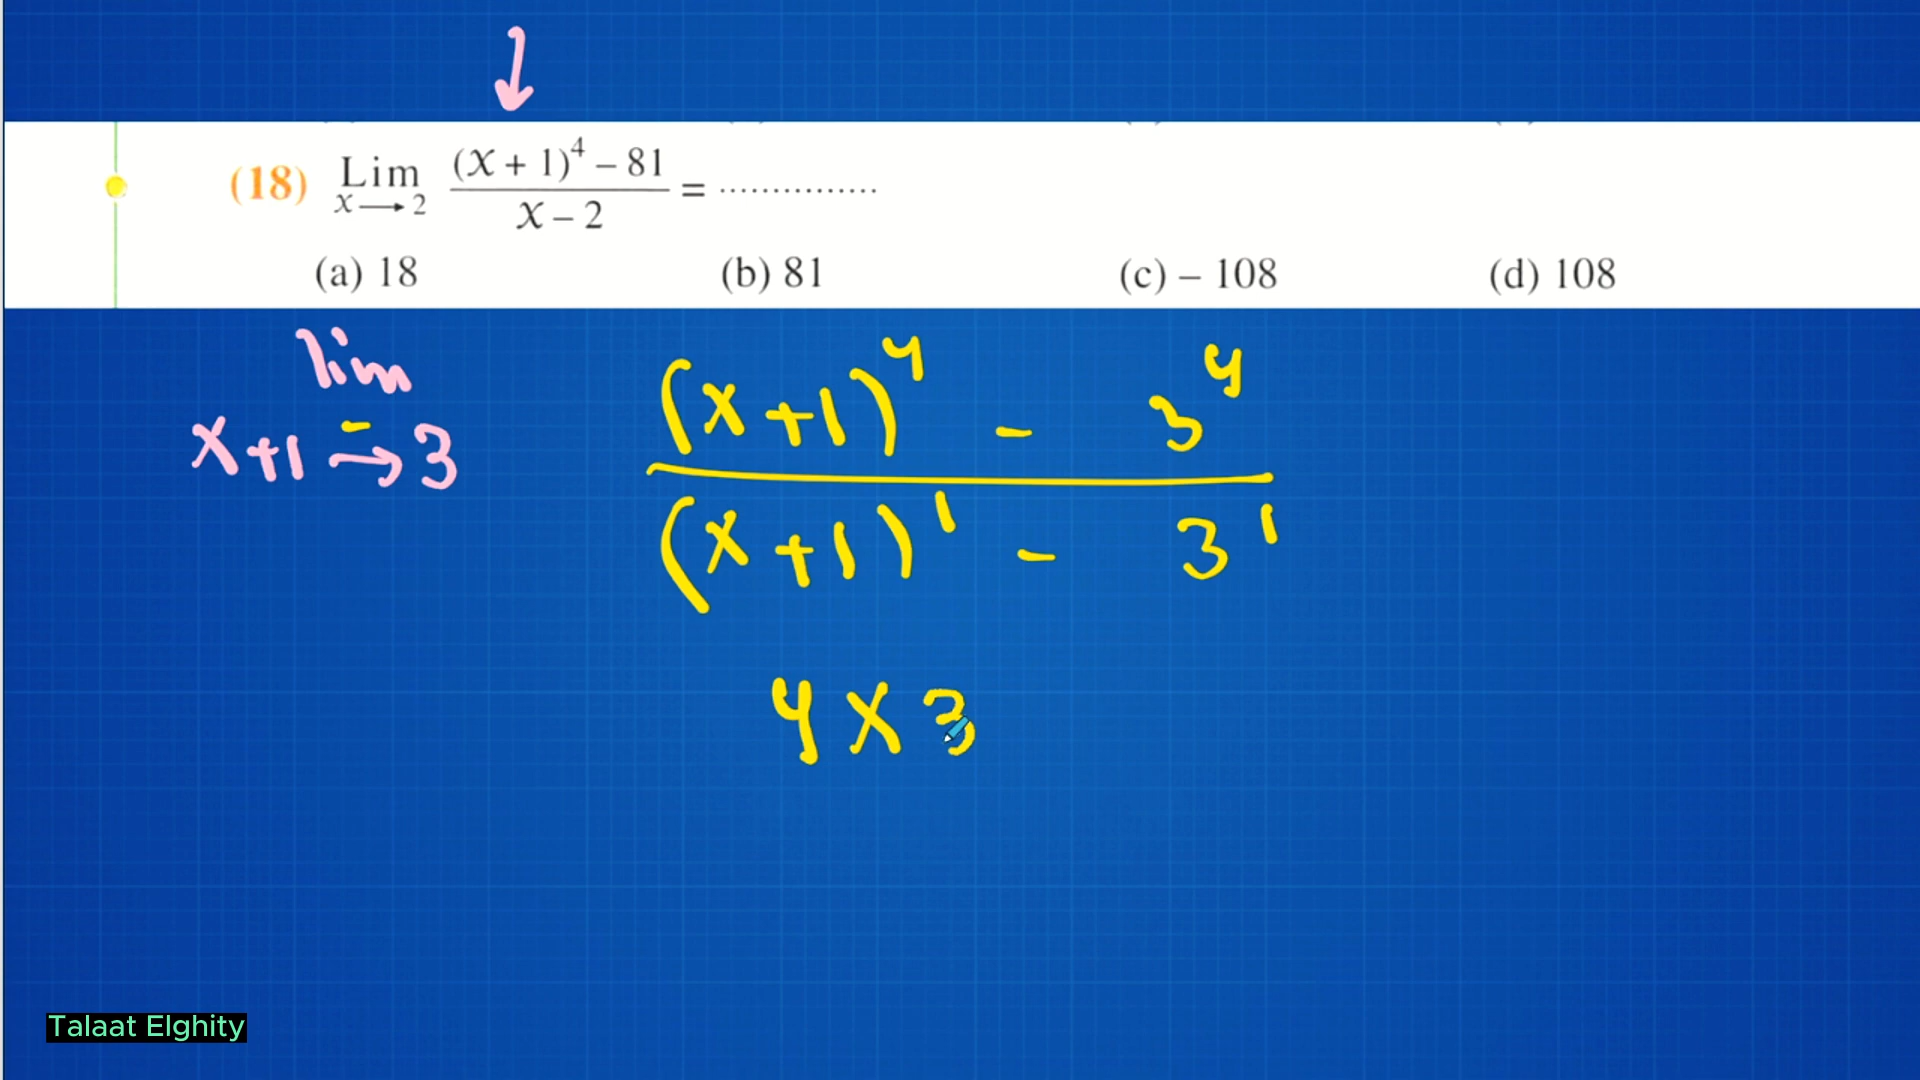 (18) Lim x⟶2 (x + 1)⁴ – 81 / x – 2 = ...............
(a) 18 (b) 81 (c) – 108 (d) 108
lim
x+1 → 3
(x+1)⁴ - 3⁴
(x+1)¹ - 3¹
4 x 3
Talaat Elghity